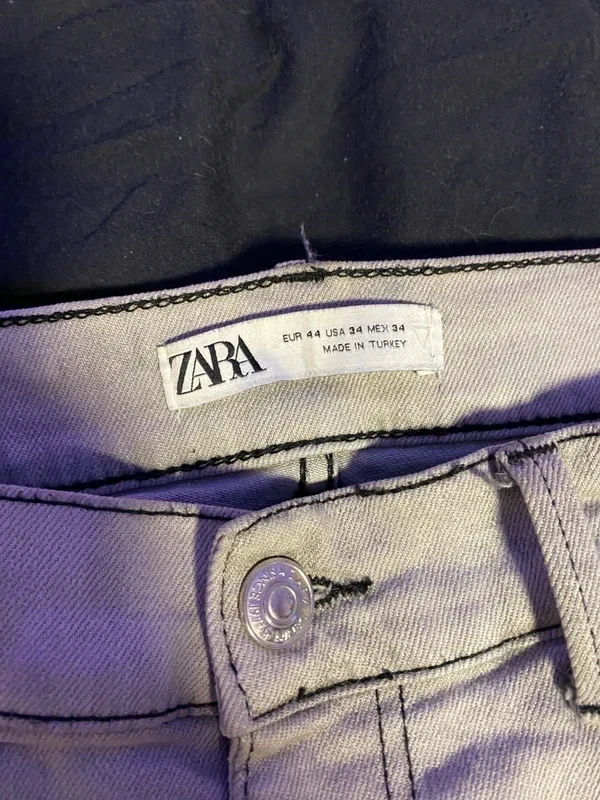 ZARA
EUR 44 USA 34 MEX 34
MADE IN TURKEY